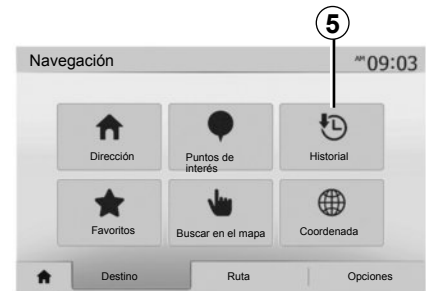 5
Navegación
AM 09:03
Dirección
Puntos de
interés
Historial
Favoritos
Buscar en el mapa
Coordenada
Destino
Ruta
Opciones